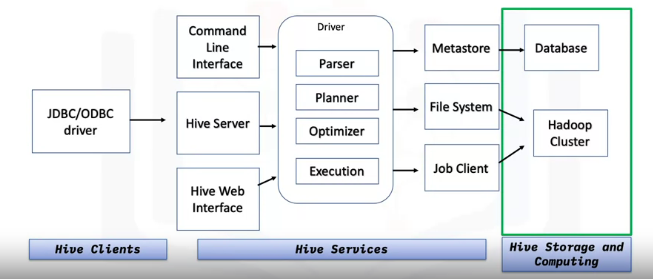 Driver
Command
Line
Interface
Parser
Planner
Optimizer
Execution
Metastore
Database
JDBC/ODBC
driver
Hive Server
File System
Hadoop
Cluster
Hive Web
Interface
Job Client
Hive Clients
Hive Services
Hive Storage and
Computing